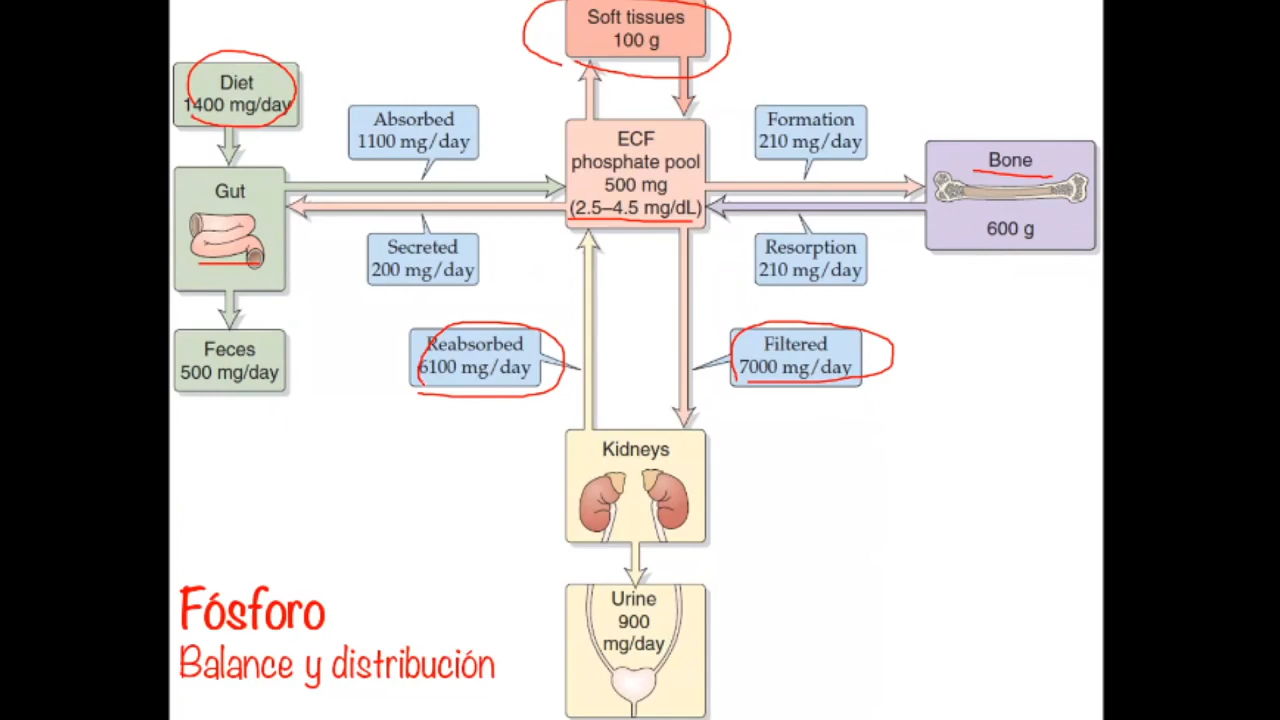 Soft tissues
100 g
Diet
1400 mg/day
Absorbed
1100 mg/day
Formation
210 mg/day
ECF
phosphate pool
500 mg
(2.5–4.5 mg/dL)
Gut
Bone
600 g
Secreted
200 mg/day
Resorption
210 mg/day
Feces
500 mg/day
Reabsorbed
6100 mg/day
Filtered
7000 mg/day
Kidneys
Urine
900
mg/day
Fósforo
Balance y distribución